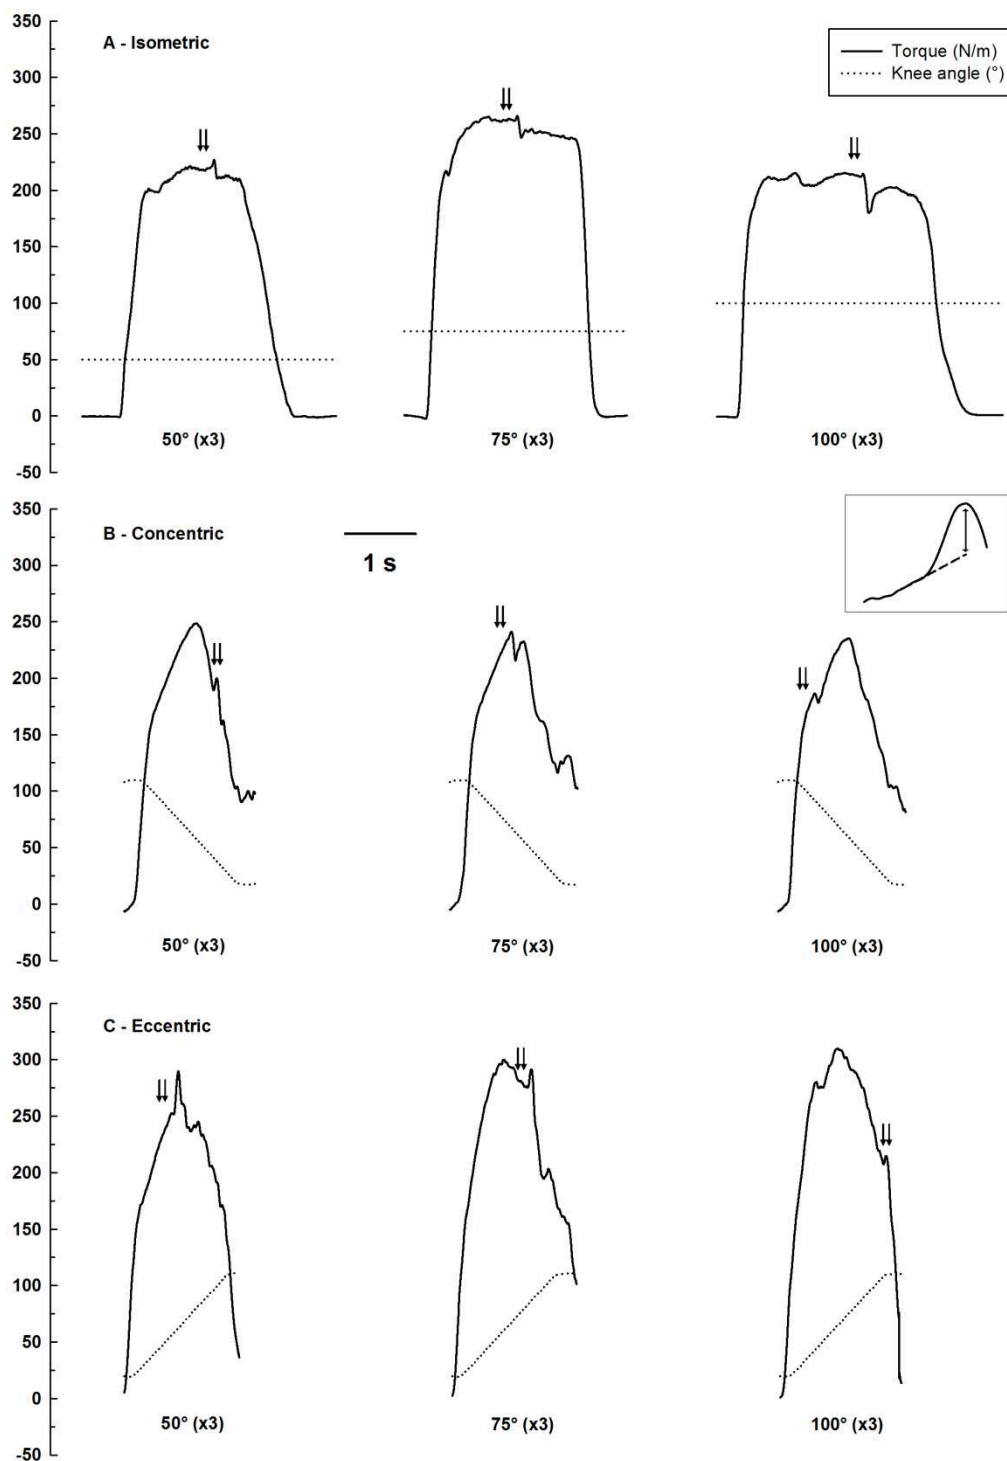 350
A - Isometric
Torque (N/m)
Knee angle (°)
300
250
200
150
100
50
0
50° (x3)
75° (x3)
100° (x3)
-50
350
B - Concentric
1 s
300
250
200
150
100
50
0
50° (x3)
75° (x3)
100° (x3)
-50
350
C - Eccentric
300
250
200
150
100
50
0
50° (x3)
75° (x3)
100° (x3)
-50